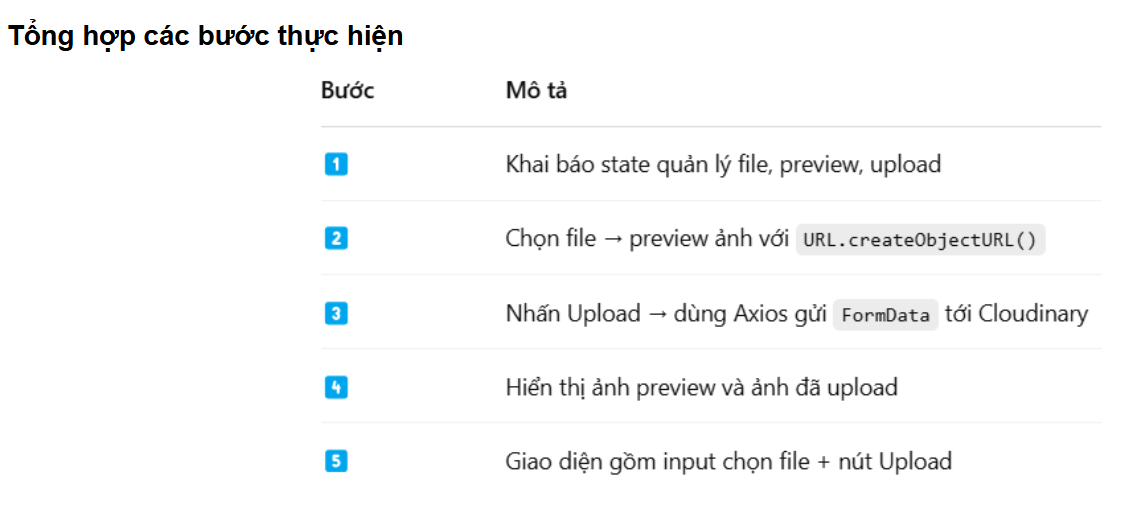 Tổng hợp các bước thực hiện
Bước Mô tả
1 Khai báo state quản lý file, preview, upload
2 Chọn file → preview ảnh với URL.createObjectURL()
3 Nhấn Upload → dùng Axios gửi FormData tới Cloudinary
4 Hiển thị ảnh preview và ảnh đã upload
5 Giao diện gồm input chọn file + nút Upload